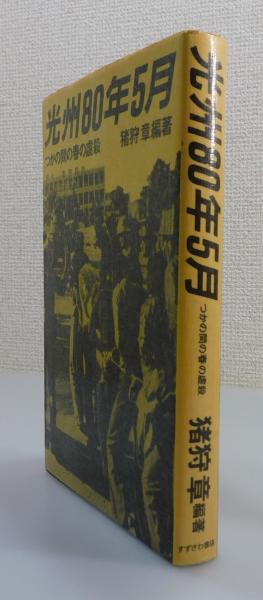 光州80年5月
つかの間の春の虐殺
猪狩章編著
光州80年5月
つかの間の春の虐殺
猪狩 章編著
すずさわ書店